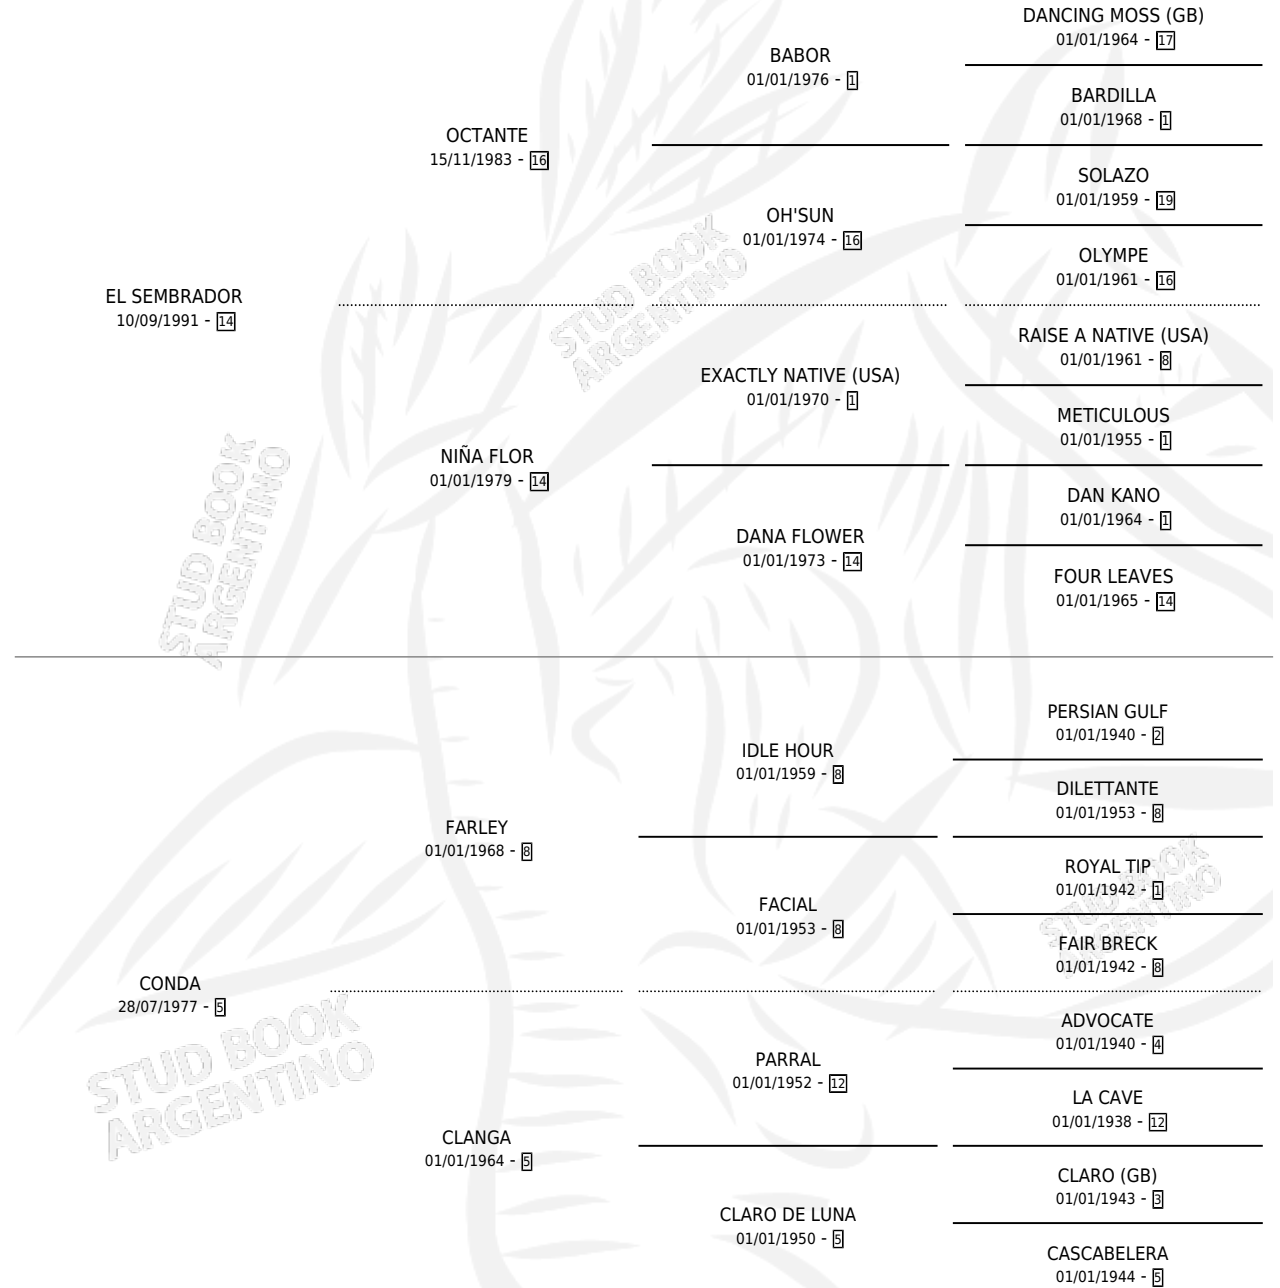 DANCING MOSS (GB)
01/01/1964 - 17
BABOR
01/01/1976 - 1
BARDILLA
01/01/1968 - 1
OCTANTE
15/11/1983 - 16
SOLAZO
01/01/1959 - 19
OH'SUN
01/01/1974 - 16
OLYMPE
01/01/1961 - 16
EL SEMBRADOR
10/09/1991 - 14
RAISE A NATIVE (USA)
01/01/1961 - 8
EXACTLY NATIVE (USA)
01/01/1970 - 1
METICULOUS
01/01/1955 - 1
NIÑA FLOR
01/01/1979 - 14
DAN KANO
01/01/1964 - 1
DANA FLOWER
01/01/1973 - 14
FOUR LEAVES
01/01/1965 - 14
PERSIAN GULF
01/01/1940 - 2
IDLE HOUR
01/01/1959 - 8
DILETTANTE
01/01/1953 - 8
FARLEY
01/01/1968 - 8
ROYAL TIP
01/01/1942 - 1
FACIAL
01/01/1953 - 8
FAIR BRECK
01/01/1942 - 8
CONDA
28/07/1977 - 5
ADVOCATE
01/01/1940 - 4
PARRAL
01/01/1952 - 12
LA CAVE
01/01/1938 - 12
CLANGA
01/01/1964 - 5
CLARO (GB)
01/01/1943 - 3
CLARO DE LUNA
01/01/1950 - 5
CASCABELERA
01/01/1944 - 5
STUD BOOK
ARGENTINO
STUD BOOK
ARGENTINO
STUD BOOK
ARGENTINO
STUD BOOK
ARGENTINO